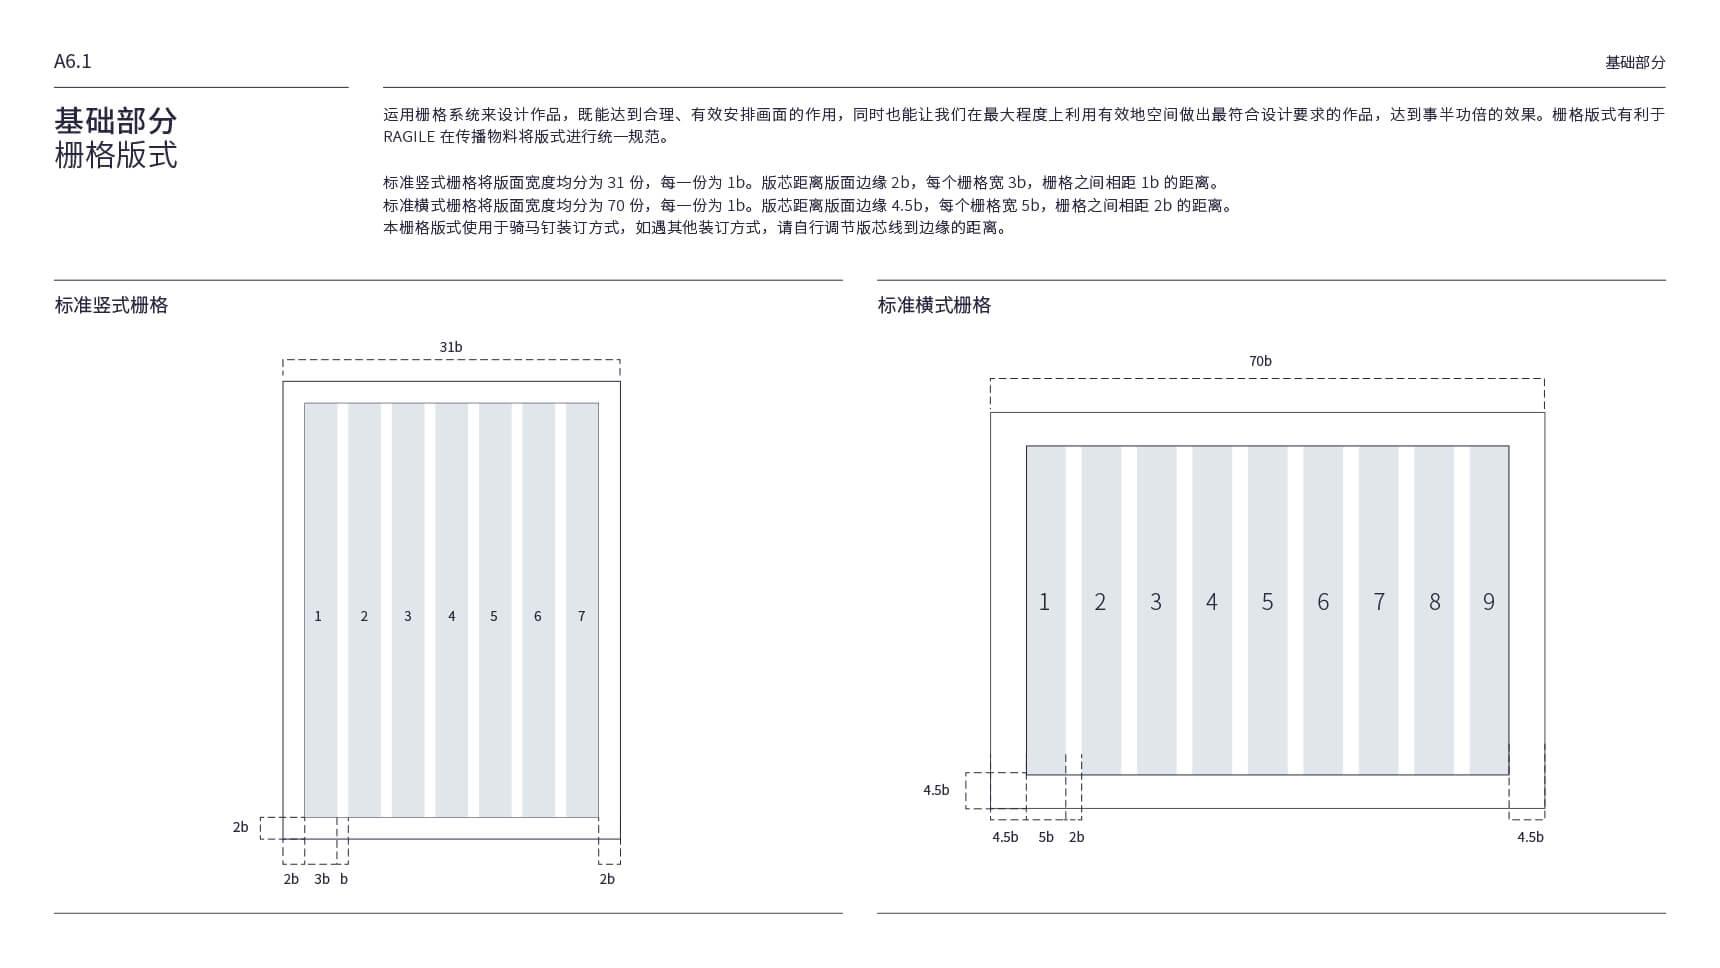 A6.1
基础部分
基础部分
栅格版式
运用栅格系统来设计作品，既能达到合理、有效安排画面的作用，同时也能让我们在最大程度上利用有效地空间做出最符合设计要求的作品，达到事半功倍的效果。栅格版式有利于
RAGILE 在传播物料将版式进行统一规范。
标准竖式栅格将版面宽度均分为 31 份，每一份为 1b。版芯距离版面边缘 2b，每个栅格宽 3b，栅格之间相距 1b 的距离。
标准横式栅格将版面宽度均分为 70 份，每一份为 1b。版芯距离版面边缘 4.5b，每个栅格宽 5b，栅格之间相距 2b 的距离。
本栅格版式使用于骑马钉装订方式，如遇其他装订方式，请自行调节版芯线到边缘的距离。
标准竖式栅格
31b
1 2 3 4 5 6 7
2b
2b 3b b 2b
标准横式栅格
70b
1 2 3 4 5 6 7 8 9
4.5b
4.5b 5b 2b 4.5b